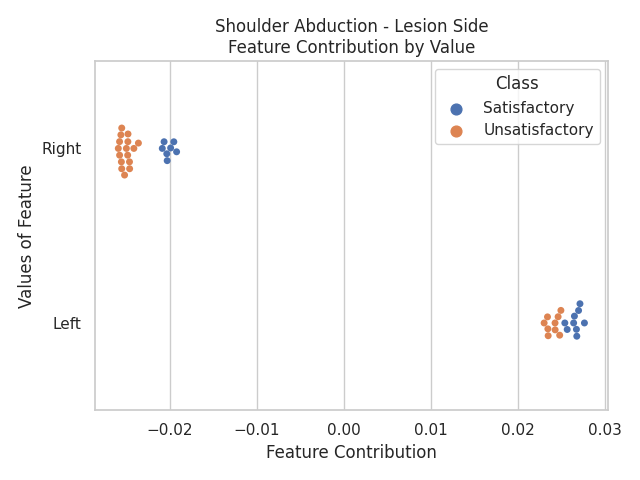 Shoulder Abduction - Lesion Side
Feature Contribution by Value
Class
Satisfactory
Unsatisfactory
Values of Feature
Right
Left
−0.02
−0.01
0.00
0.01
0.02
0.03
Feature Contribution